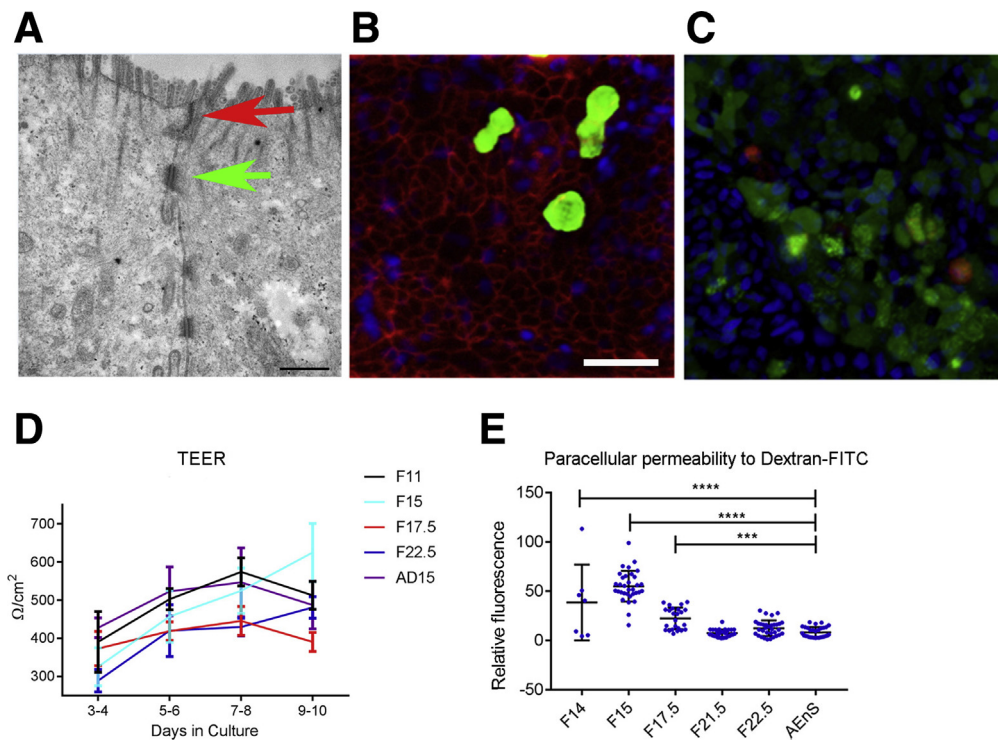 A
B
C
D
TEER
700
600
500
400
300
Ω/cm²
3-4
5-6
7-8
9-10
Days in Culture
F11
F15
F17.5
F22.5
AD15
E
Paracellular permeability to Dextran-FITC
150
100
50
0
-50
Relative fluorescence
****
****
***
F14
F15
F17.5
F21.5
F22.5
AEnS